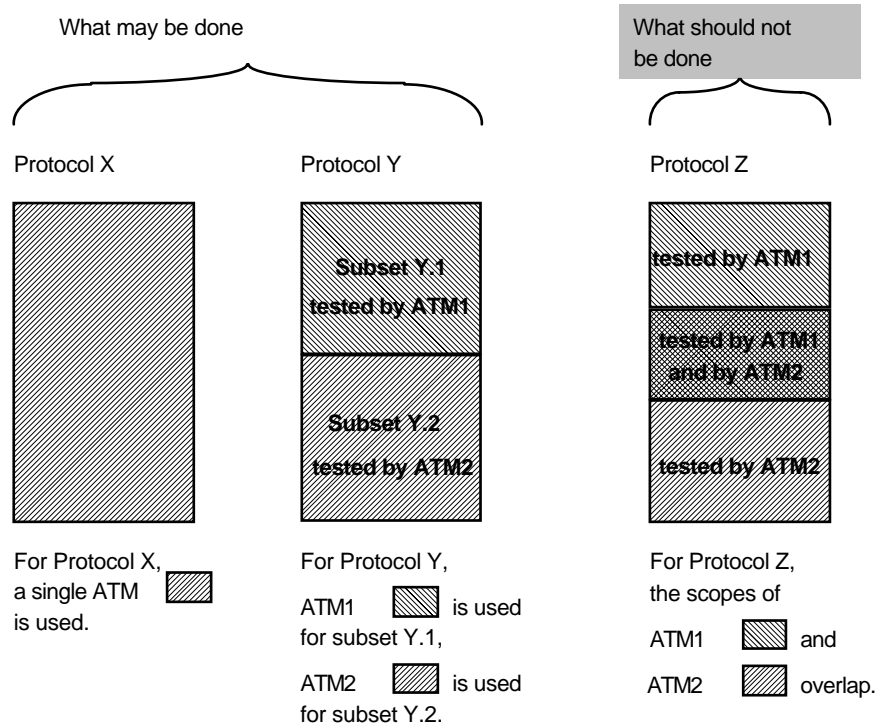 What may be done
What should not
be done
Protocol X
Protocol Y
Protocol Z
Subset Y.1
tested by ATM1
Subset Y.2
tested by ATM2
tested by ATM1
tested by ATM1
and by ATM2
tested by ATM2
For Protocol X,
a single ATM
is used.
For Protocol Y,
ATM1 is used
for subset Y.1,
ATM2 is used
for subset Y.2.
For Protocol Z,
the scopes of
ATM1 and
ATM2 overlap.